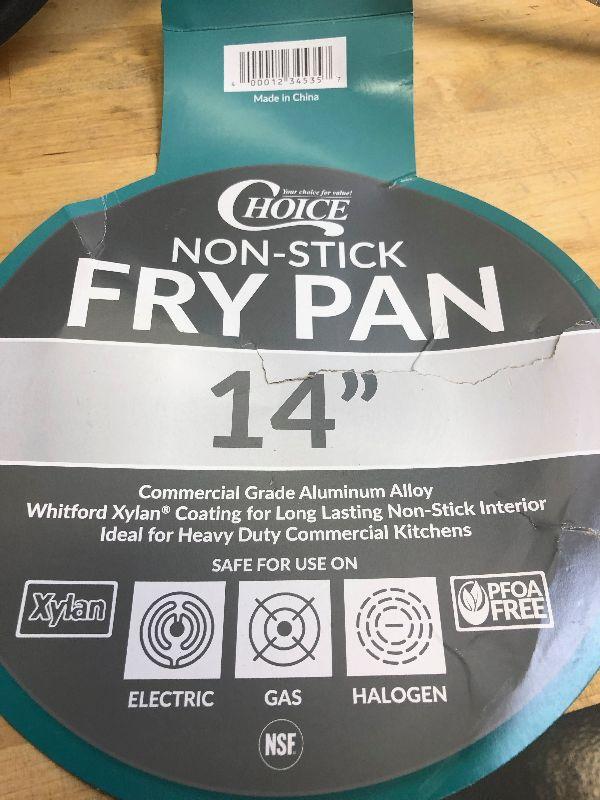 4 00012 34535 7
Made in China
Your choice for value!
CHOICE
NON-STICK
FRY PAN
14”
Commercial Grade Aluminum Alloy
Whitford Xylan® Coating for Long Lasting Non-Stick Interior
Ideal for Heavy Duty Commercial Kitchens
SAFE FOR USE ON
Xylan
PFOA
FREE
ELECTRIC GAS HALOGEN
NSF